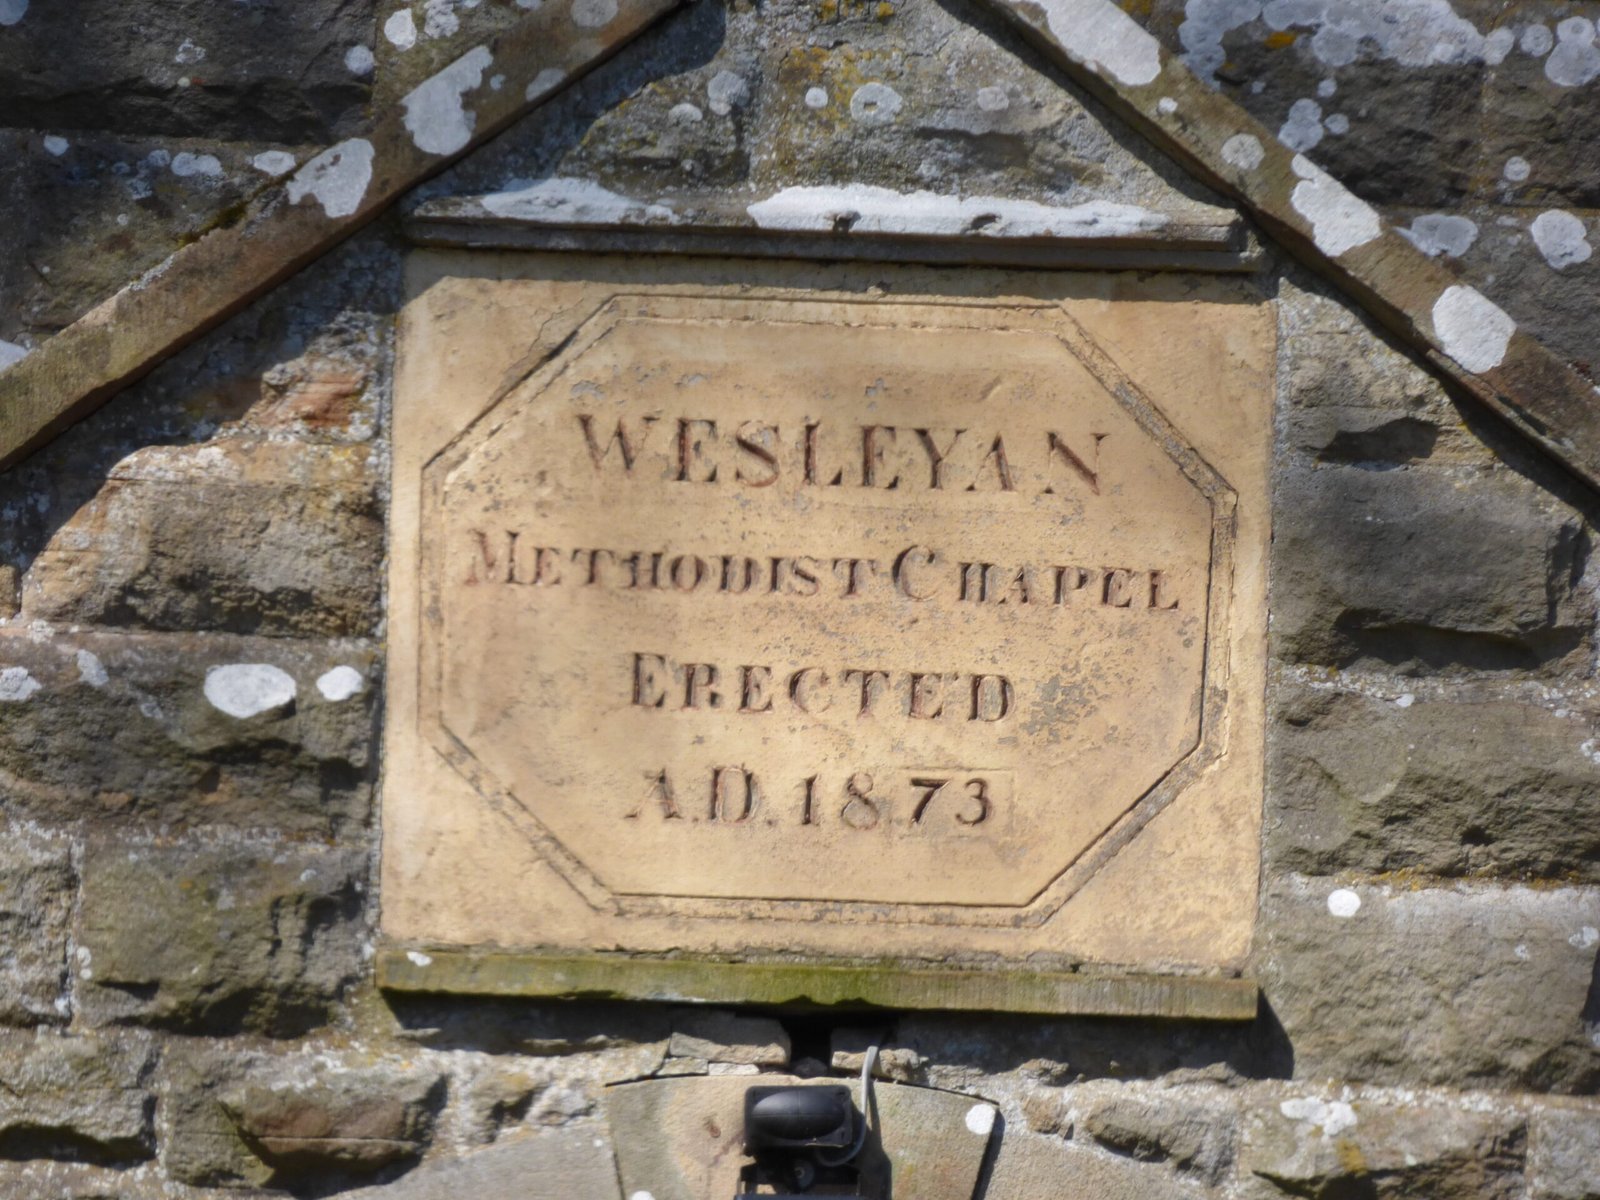 WESLEYAN
METHODIST CHAPEL
ERECTED
A.D. 1873